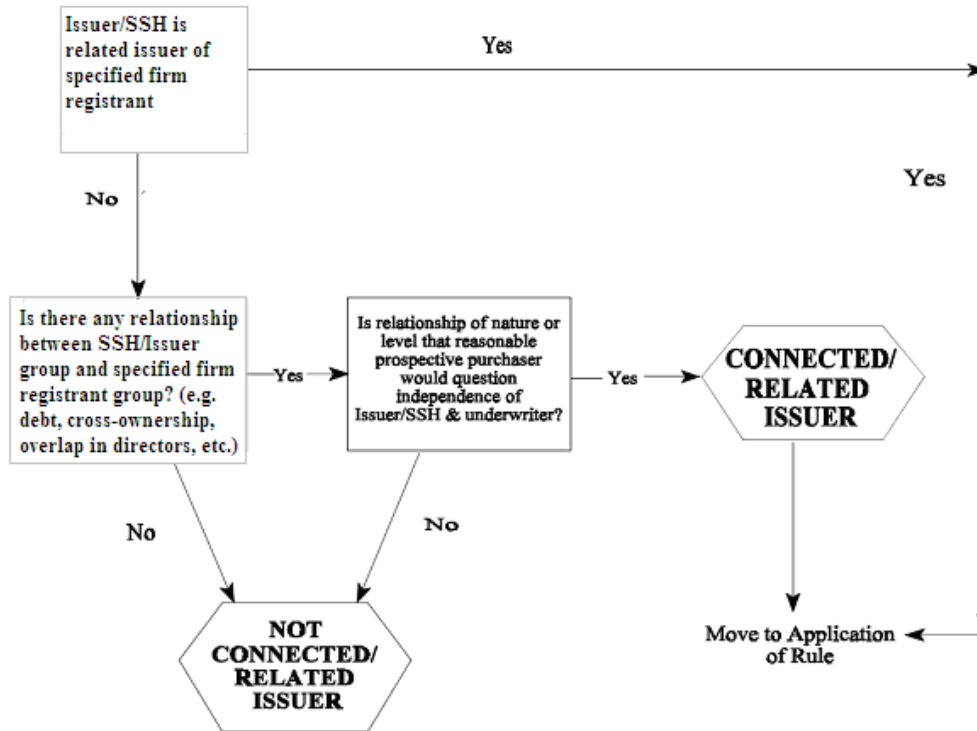 Issuer/SSH is
related issuer of
specified firm
registrant
Yes
No
Yes
Is there any relationship
between SSH/Issuer
group and specified firm
registrant group? (e.g.
debt, cross-ownership,
overlap in directors, etc.)
Yes
Is relationship of nature or
level that reasonable
prospective purchaser
would question
independence of
Issuer/SSH & underwriter?
Yes
CONNECTED/
RELATED
ISSUER
No
No
NOT
CONNECTED/
RELATED
ISSUER
Move to Application
of Rule